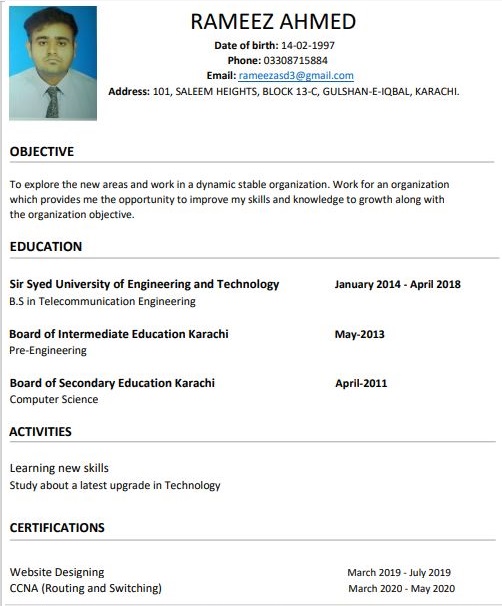 RAMEEZ AHMED
Date of birth: 14-02-1997
Phone: 03308715884
Email: rameezasd3@gmail.com
Address: 101, SALEEM HEIGHTS, BLOCK 13-C, GULSHAN-E-IQBAL, KARACHI.
OBJECTIVE
To explore the new areas and work in a dynamic stable organization. Work for an organization
which provides me the opportunity to improve my skills and knowledge to growth along with
the organization objective.
EDUCATION
Sir Syed University of Engineering and Technology January 2014 - April 2018
B.S in Telecommunication Engineering
Board of Intermediate Education Karachi May-2013
Pre-Engineering
Board of Secondary Education Karachi April-2011
Computer Science
ACTIVITIES
Learning new skills
Study about a latest upgrade in Technology
CERTIFICATIONS
Website Designing March 2019 - July 2019
CCNA (Routing and Switching) March 2020 - May 2020